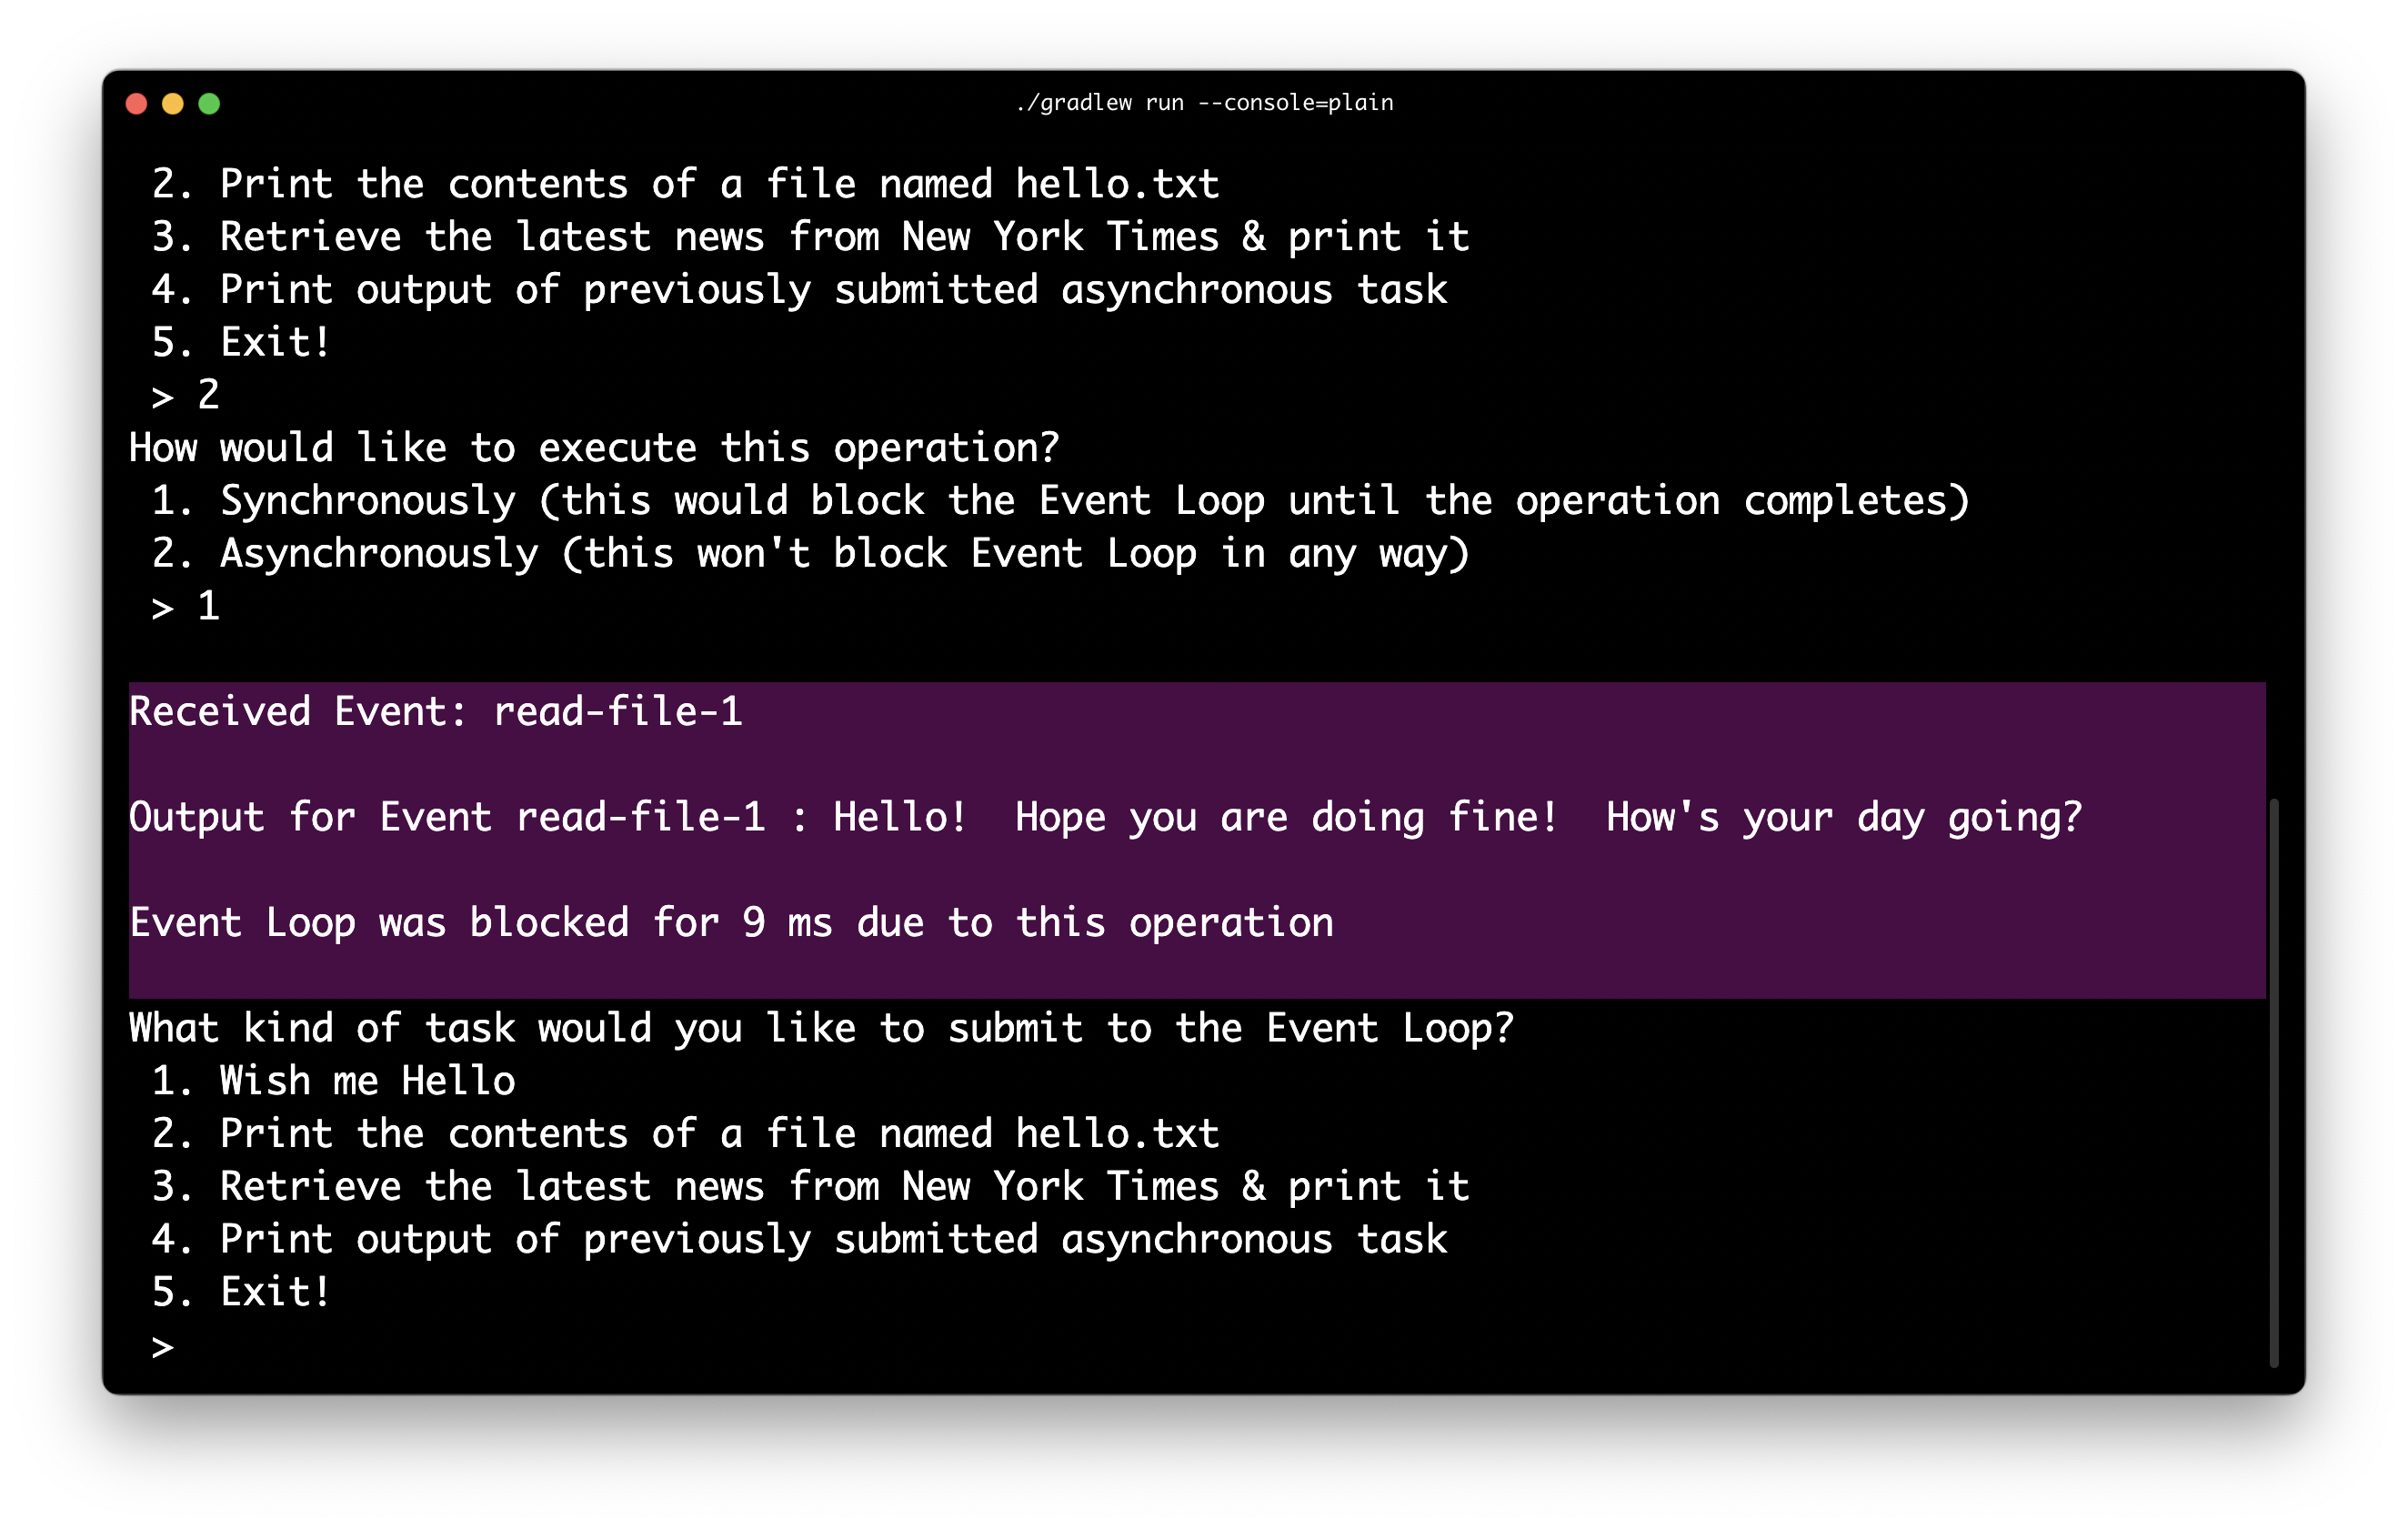 ./gradlew run --console=plain
2. Print the contents of a file named hello.txt
3. Retrieve the latest news from New York Times & print it
4. Print output of previously submitted asynchronous task
5. Exit!
> 2
How would like to execute this operation?
1. Synchronously (this would block the Event Loop until the operation completes)
2. Asynchronously (this won't block Event Loop in any way)
> 1
Received Event: read-file-1
Output for Event read-file-1 : Hello!  Hope you are doing fine!  How's your day going?
Event Loop was blocked for 9 ms due to this operation
What kind of task would you like to submit to the Event Loop?
1. Wish me Hello
2. Print the contents of a file named hello.txt
3. Retrieve the latest news from New York Times & print it
4. Print output of previously submitted asynchronous task
5. Exit!
>